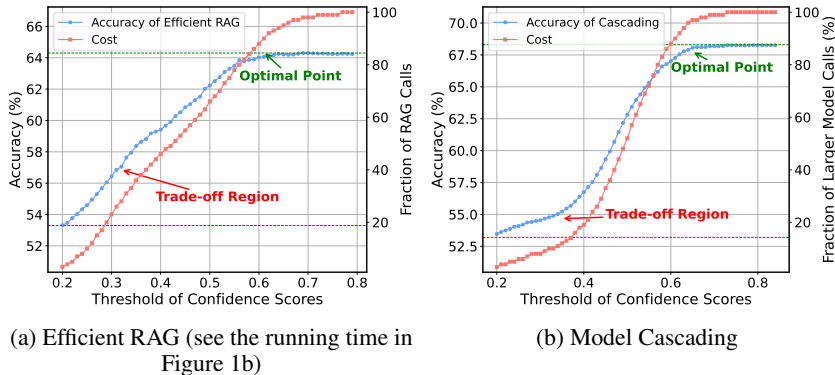 Accuracy of Efficient RAG
Cost
Optimal Point
Trade-off Region
66
64
62
60
58
56
54
52
Accuracy (%)
100
80
60
40
20
Fraction of RAG Calls
0.2 0.3 0.4 0.5 0.6 0.7 0.8
Threshold of Confidence Scores
(a) Efficient RAG (see the running time in
Figure 1b)
Accuracy of Cascading
Cost
Optimal Point
Trade-off Region
70.0
67.5
65.0
62.5
60.0
57.5
55.0
52.5
Accuracy (%)
100
80
60
40
20
Fraction of Larger Model Calls (%)
0.2 0.4 0.6 0.8
Threshold of Confidence Scores
(b) Model Cascading